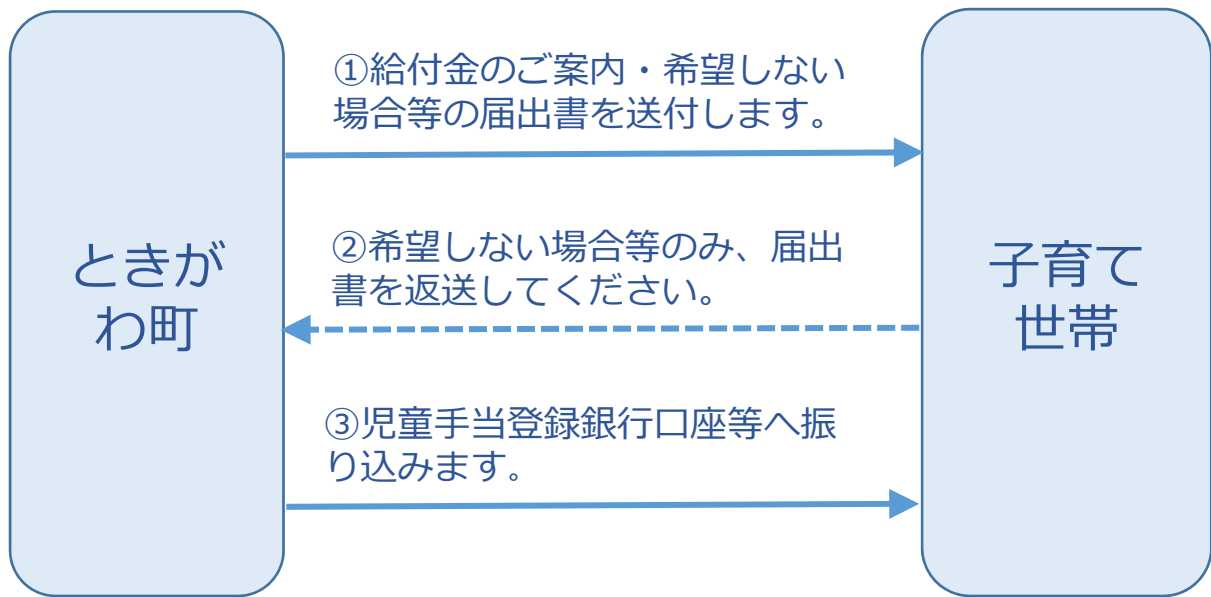 ①給付金のご案内・希望しない
場合等の届出書を送付します。
ときが
わ町
②希望しない場合等のみ、届出
書を返送してください。
子育て
世帯
③児童手当登録銀行口座等へ振
り込みます。